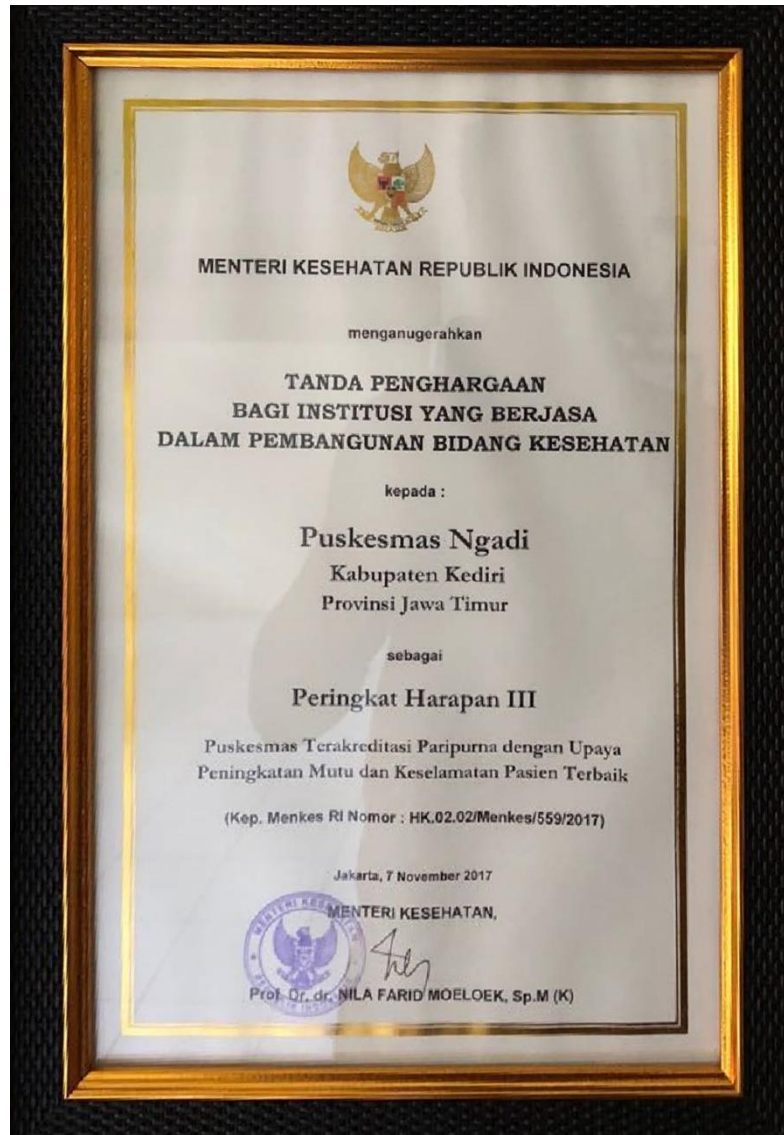 MENTERI KESEHATAN REPUBLIK INDONESIA
menganugerahkan
TANDA PENGHARGAAN
BAGI INSTITUSI YANG BERJASA
DALAM PEMBANGUNAN BIDANG KESEHATAN
kepada :
Puskesmas Ngadi
Kabupaten Kediri
Provinsi Jawa Timur
sebagai
Peringkat Harapan III
Puskesmas Terakreditasi Paripurna dengan Upaya
Peningkatan Mutu dan Keselamatan Pasien Terbaik
(Kep. Menkes RI Nomor : HK.02.02/Menkes/559/2017)
Jakarta, 7 November 2017
MENTERI KESEHATAN,
Prof. Dr. dr. NILA FARID MOELOEK, Sp.M (K)